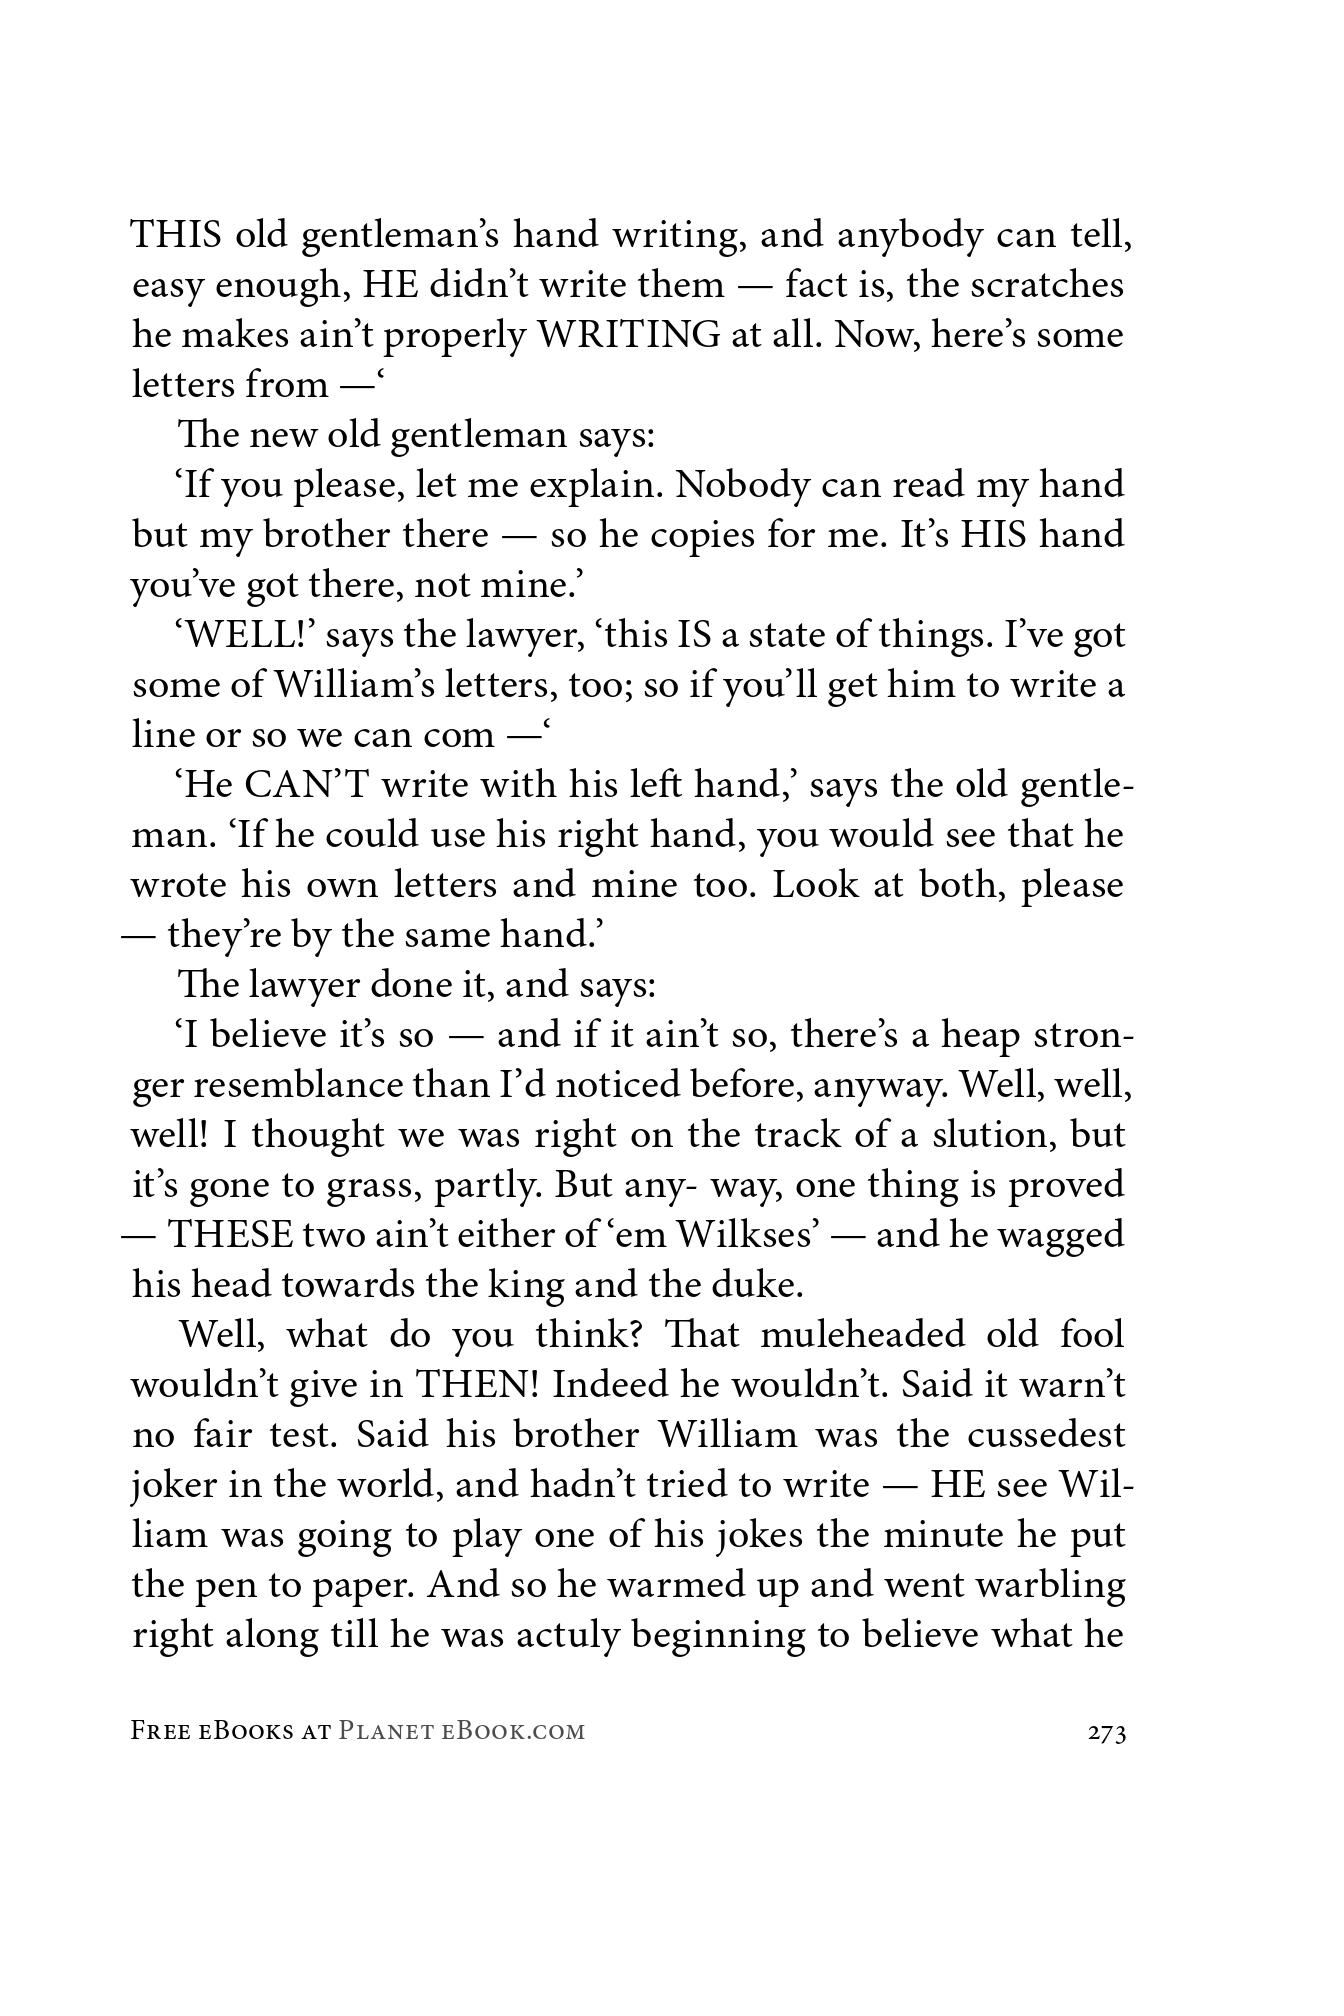 THIS old gentleman’s hand writing, and anybody can tell,
easy enough, HE didn’t write them — fact is, the scratches
he makes ain’t properly WRITING at all. Now, here’s some
letters from —‘
The new old gentleman says:
‘If you please, let me explain. Nobody can read my hand
but my brother there — so he copies for me. It’s HIS hand
you’ve got there, not mine.’
‘WELL!’ says the lawyer, ‘this IS a state of things. I’ve got
some of William’s letters, too; so if you’ll get him to write a
line or so we can com —‘
‘He CAN’T write with his left hand,’ says the old gentle-
man. ‘If he could use his right hand, you would see that he
wrote his own letters and mine too. Look at both, please
— they’re by the same hand.’
The lawyer done it, and says:
‘I believe it’s so — and if it ain’t so, there’s a heap stron-
ger resemblance than I’d noticed before, anyway. Well, well,
well! I thought we was right on the track of a slution, but
it’s gone to grass, partly. But any- way, one thing is proved
— THESE two ain’t either of ‘em Wilkses’ — and he wagged
his head towards the king and the duke.
Well, what do you think? That muleheaded old fool
wouldn’t give in THEN! Indeed he wouldn’t. Said it warn’t
no fair test. Said his brother William was the cussedest
joker in the world, and hadn’t tried to write — HE see Wil-
liam was going to play one of his jokes the minute he put
the pen to paper. And so he warmed up and went warbling
right along till he was actuly beginning to believe what he
Free eBooks at Planet eBook.com 273